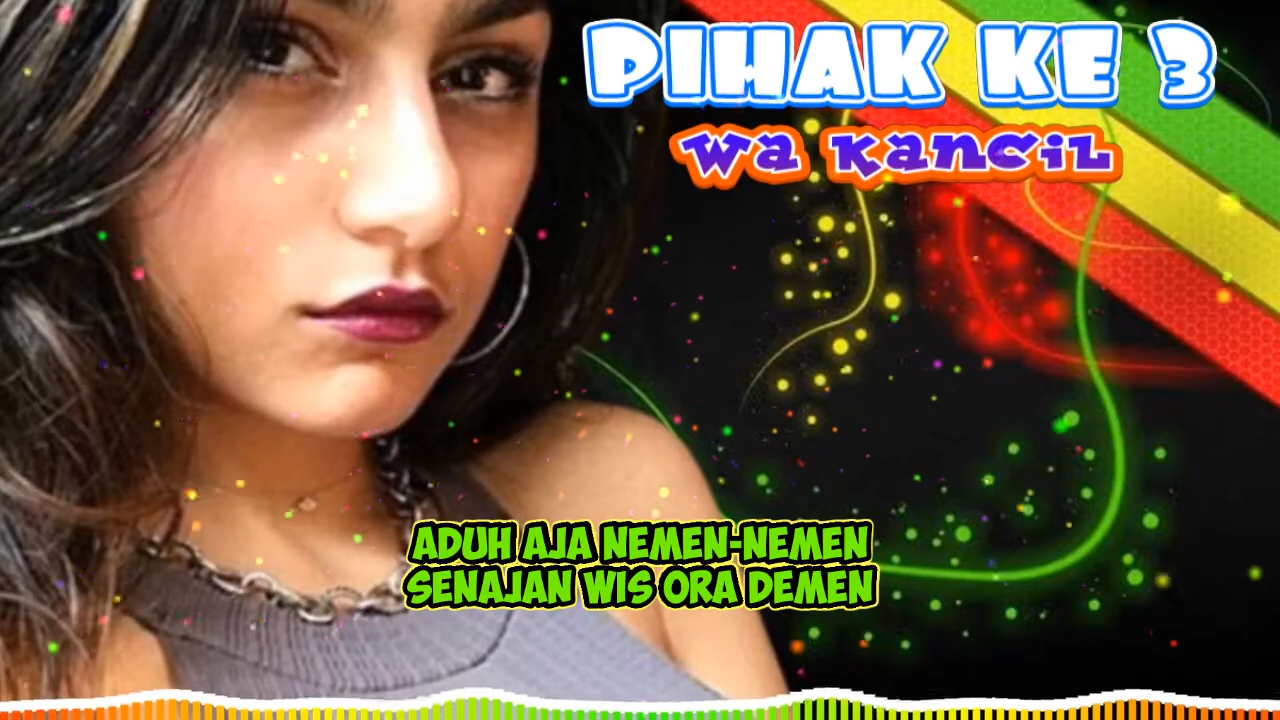 PIHAK KE 3
wa kancil
ADUH AJA NEMEN-NEMEN
SENAJAN WIS ORA DEMEN